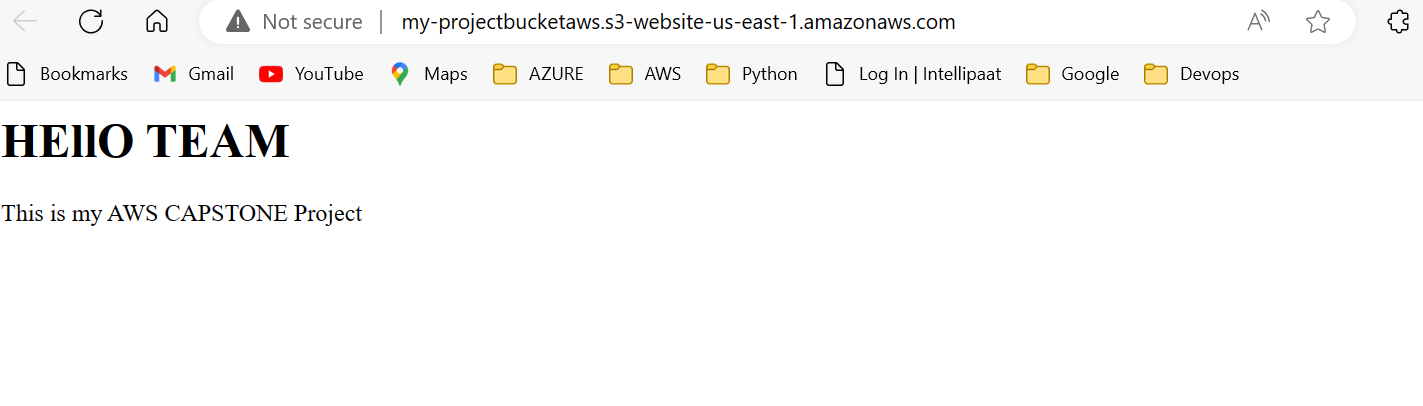 Not secure | my-projectbucketaws.s3-website-us-east-1.amazonaws.com A
Bookmarks Gmail YouTube Maps AZURE AWS Python Log In | Intellipaat Google Devops
HEllO TEAM
This is my AWS CAPSTONE Project